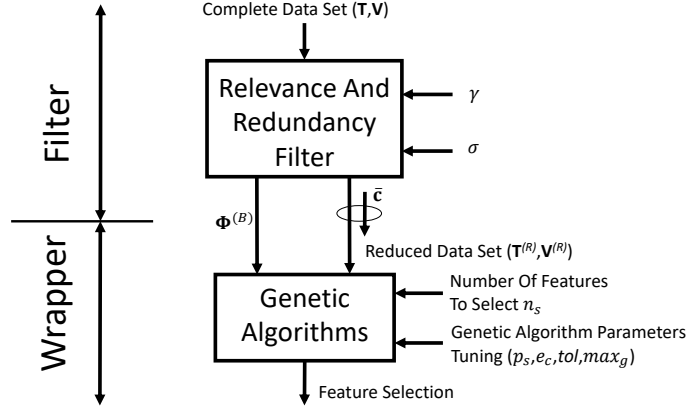 Complete Data Set (T,V)
Filter
Relevance And
Redundancy
Filter
γ
σ
Φ^(B)
c̄
Reduced Data Set (T^(R),V^(R))
Wrapper
Genetic
Algorithms
Number Of Features
To Select n_s
Genetic Algorithm Parameters
Tuning (p_s,e_c,tol,max_g)
Feature Selection